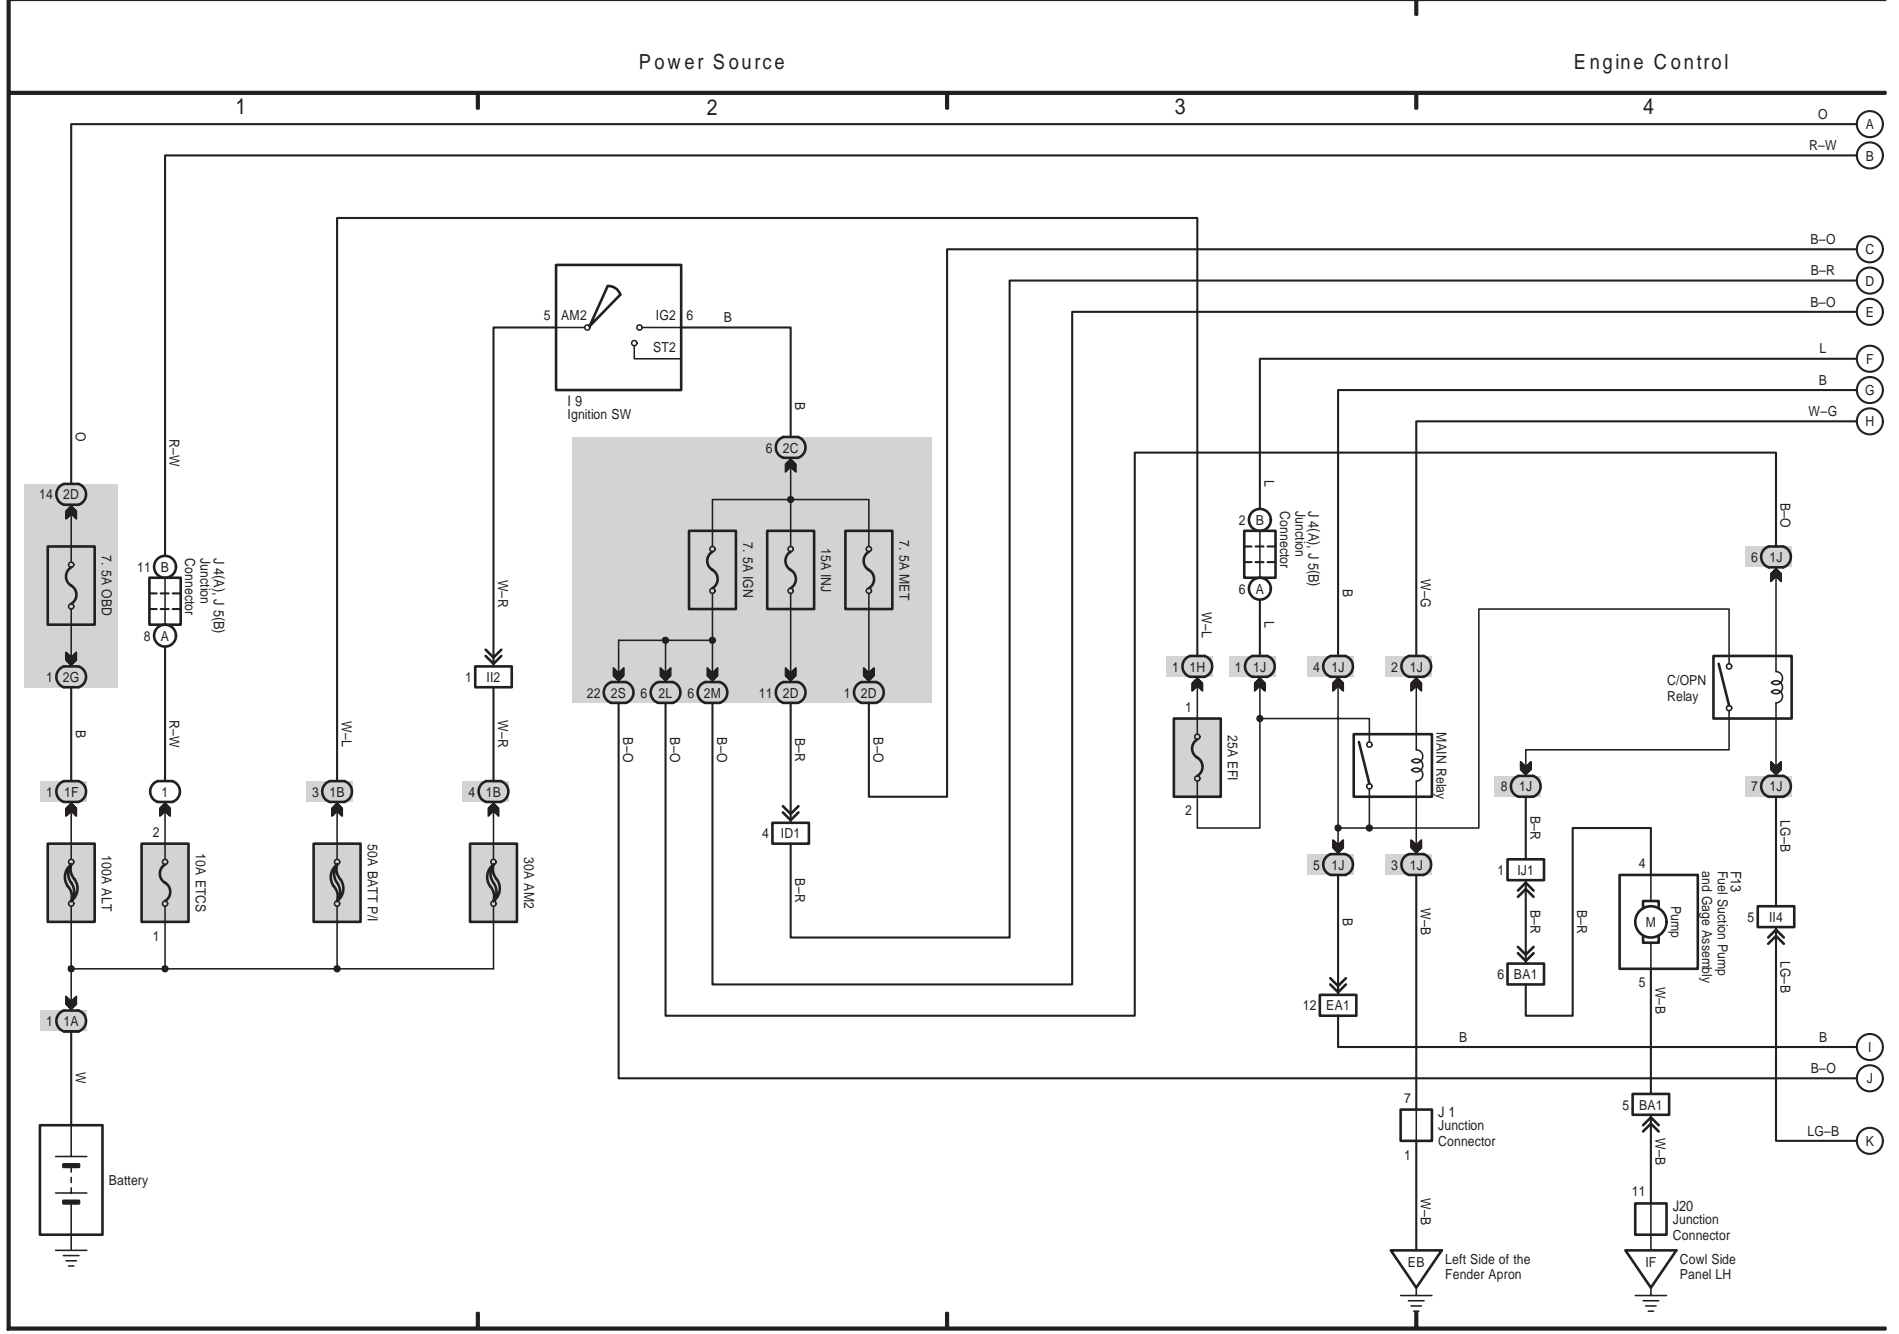 Power Source
Engine Control
1
2
3
4
O
A
R–W
B
B–O
C
B–R
D
B–O
E
L
F
B
G
W–G
H
5
AM2
IG2
6
B
ST2
I 9
Ignition SW
B
O
R–W
6
2C
14
2D
7. 5A OBD
1
2G
11
B
J 4(A), J 5(B)
Junction
Connector
8
A
W–R
1
II2
7. 5A IGN
15A INJ
7. 5A MET
22
2S
6
2L
6
2M
11
2D
1
2D
L
2
B
J 4(A), J 5(B)
Junction
Connector
6
A
L
B
W–G
W–L
1
1H
1
1J
4
1J
2
1J
B–O
6
1J
C/OPN
Relay
B
R–W
W–L
W–R
B–O
B–O
B–O
B–R
B–O
1
25A EFI
2
MAIN Relay
1
1F
1
3
1B
4
1B
8
1J
7
1J
4
ID1
B–R
100A ALT
2
10A ETCS
1
50A BATT P/I
30A AM2
5
1J
3
1J
B–R
1
IJ1
B–R
6
BA1
B–R
4
M
Pump
F13
Fuel Suction Pump
and Gage Assembly
5
LG–B
5
II4
LG–B
B
W–B
W–B
12
EA1
1
1A
W
B
B
I
B–O
J
Battery
7
J 1
Junction
Connector
1
5
BA1
W–B
LG–B
K
11
J20
Junction
Connector
W–B
EB
Left Side of the
Fender Apron
IF
Cowl Side
Panel LH